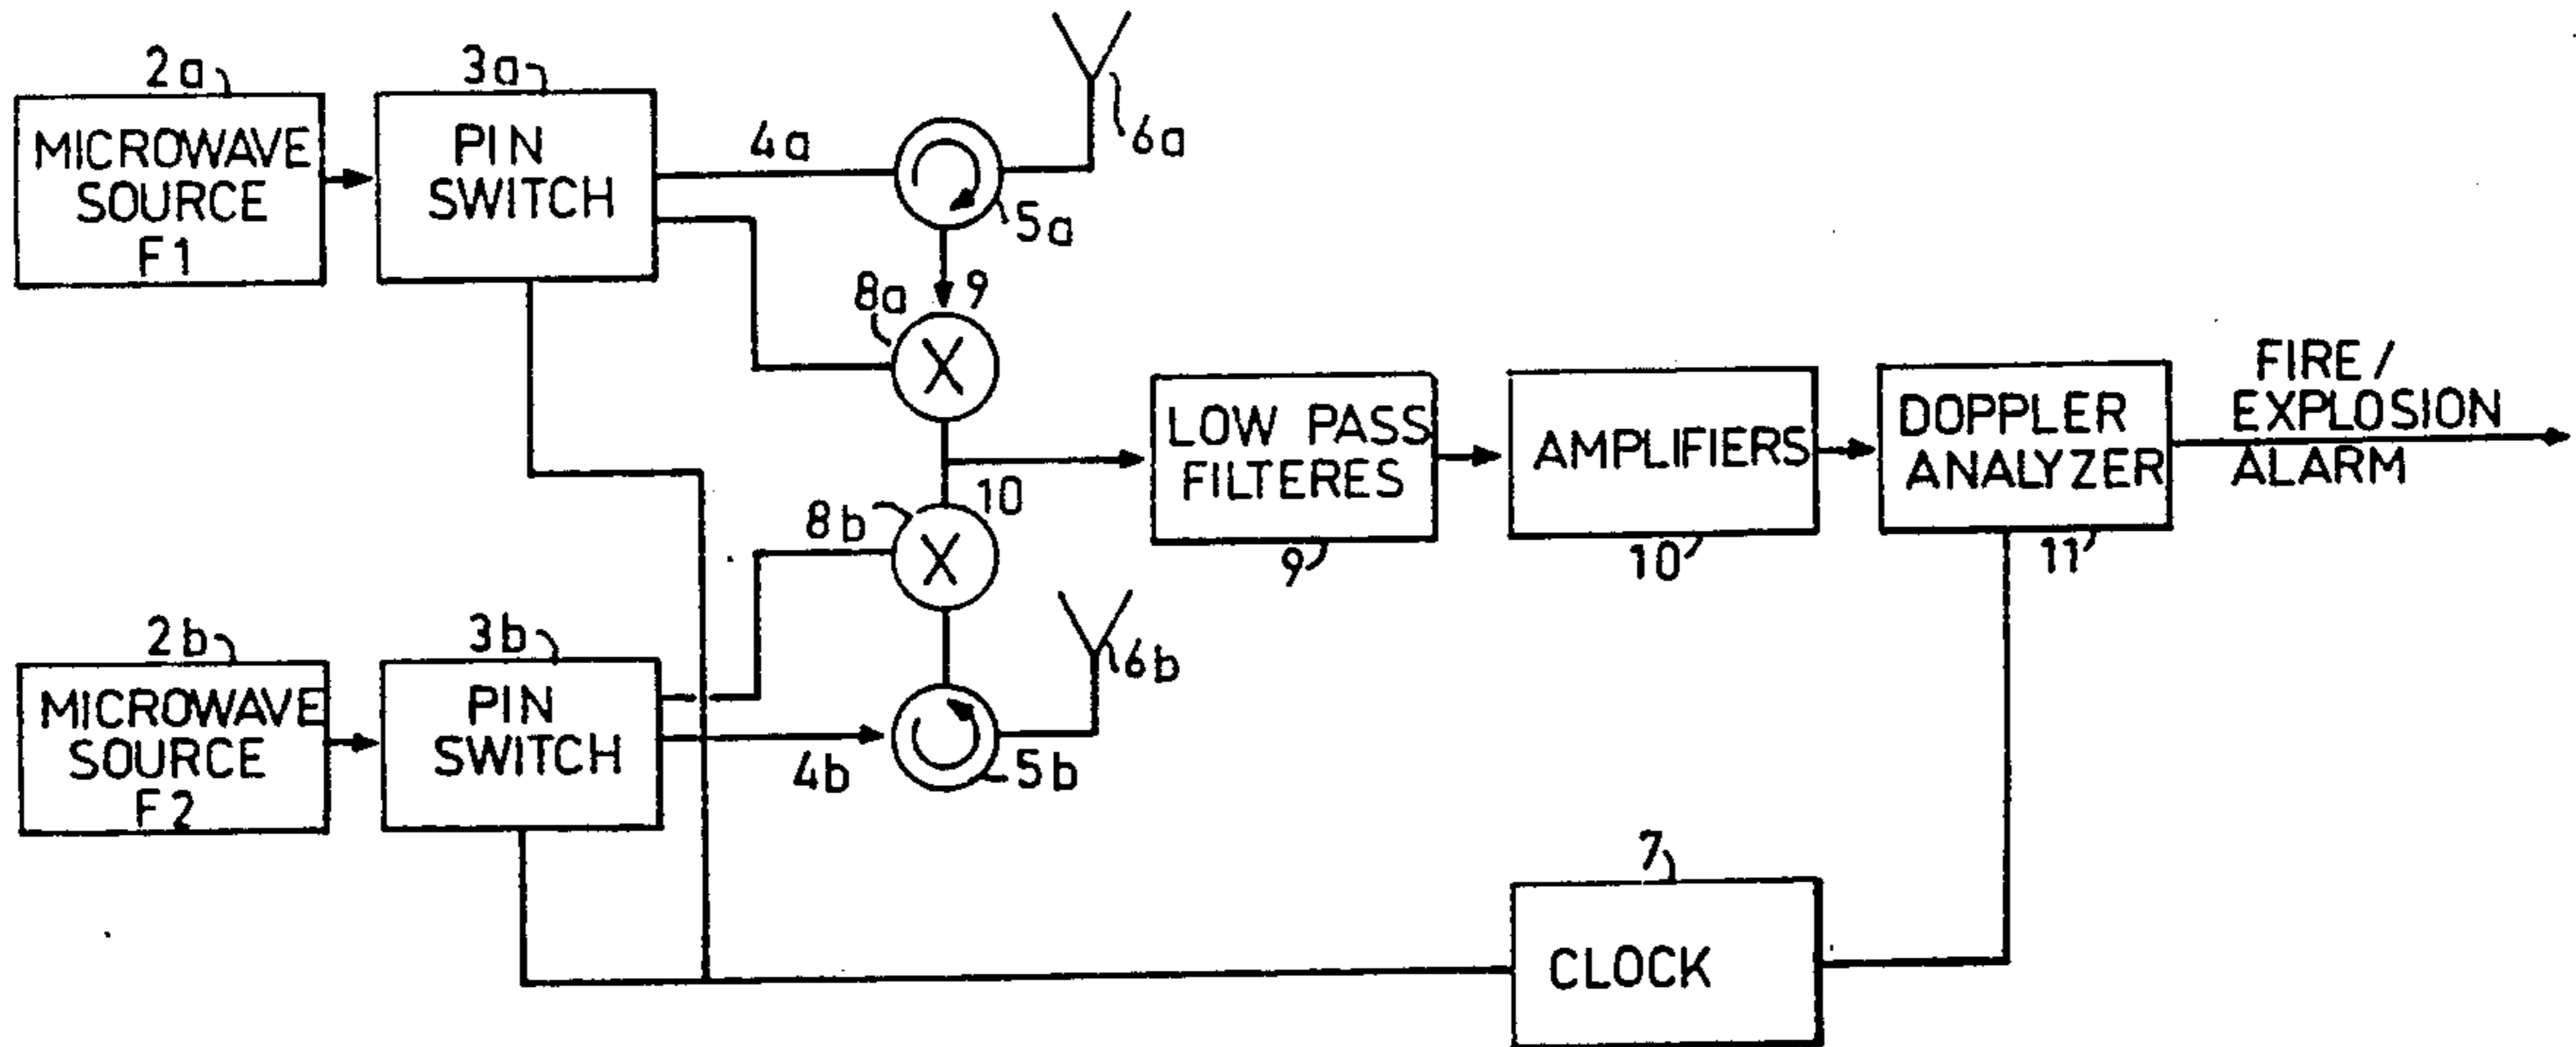 2a
MICROWAVE
SOURCE
F1
3a
PIN
SWITCH
4a
5a
6a
8a
9
X
10
8b
X
LOW PASS
FILTERES
9
AMPLIFIERS
10
DOPPLER
ANALYZER
11
FIRE/
EXPLOSION
ALARM
2b
MICROWAVE
SOURCE
F2
3b
PIN
SWITCH
4b
5b
6b
7
CLOCK